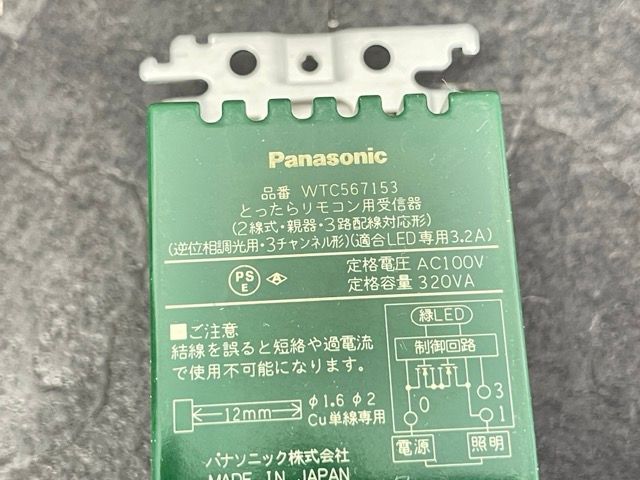 Panasonic
品番 WTC567153
とったらリモコン用受信器
(2線式・親器・3路配線対応形)
(逆位相調光用・3チャンネル形)(適合LED専用3.2A)
PS
E
A
定格電圧 AC100V
定格容量 320VA
■ご注意
結線を誤ると短絡や過電流
で使用不可能になります。
12mm
φ1.6 φ2
Cu単線専用
緑LED
制御回路
0
3
1
電源
照明
パナソニック株式会社
MADE IN JAPAN